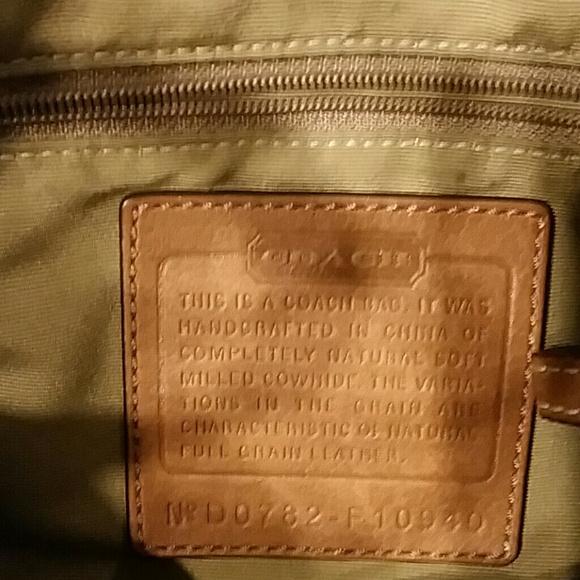 COACH
THIS IS A COACH BAG. IT WAS
HANDCRAFTED IN CHINA OF
COMPLETELY NATURAL SOFT
MILLED COWHIDE. THE VARIA-
TIONS IN THE GRAIN ARE
CHARACTERISTIC OF NATURAL
FULL GRAIN LEATHER.
Nº D0782-F10940